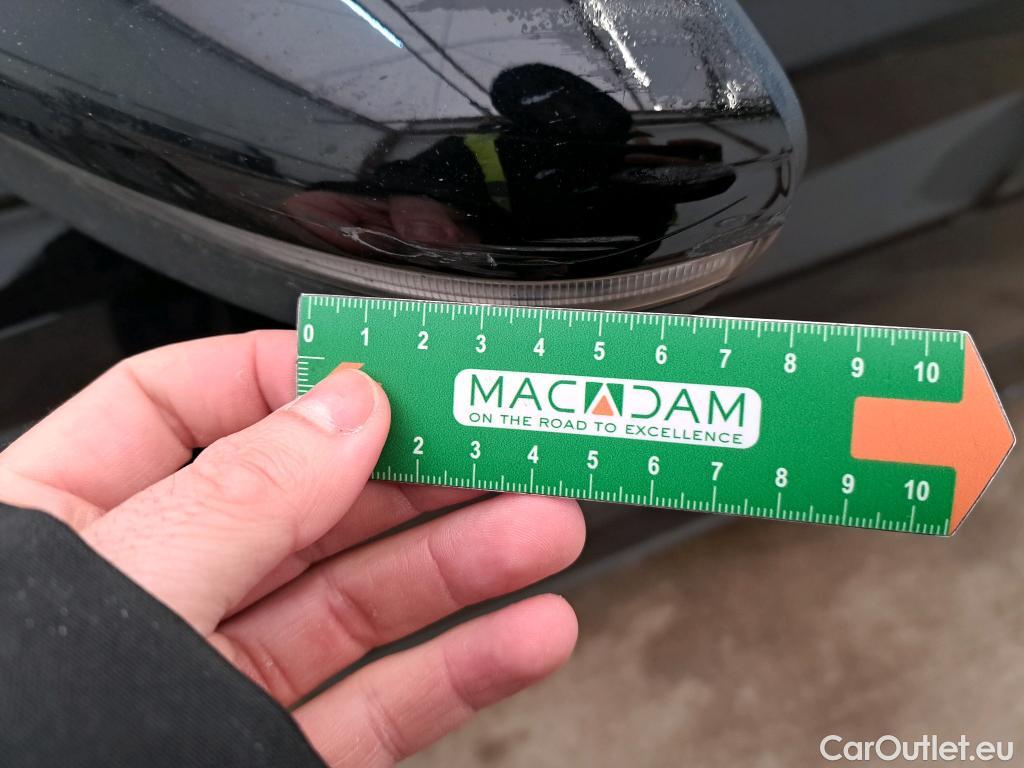 0 1 2 3 4 5 6 7 8 9 10
MACADAM
ON THE ROAD TO EXCELLENCE
2 3 4 5 6 7 8 9 10
CarOutlet.eu